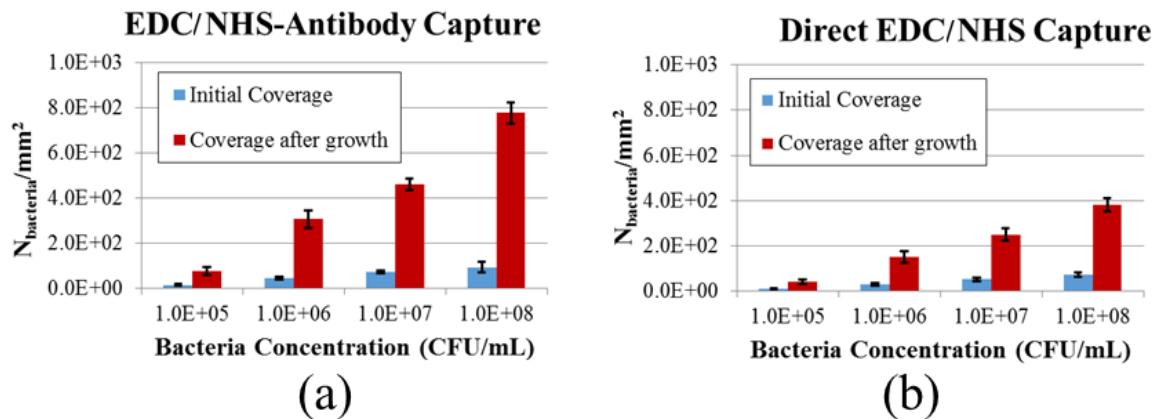 EDC/NHS-Antibody Capture
1.0E+03
8.0E+02
6.0E+02
4.0E+02
2.0E+02
0.0E+00
N_bacteria/mm²
Initial Coverage
Coverage after growth
1.0E+05 1.0E+06 1.0E+07 1.0E+08
Bacteria Concentration (CFU/mL)
(a)
Direct EDC/NHS Capture
1.0E+03
8.0E+02
6.0E+02
4.0E+02
2.0E+02
0.0E+00
N_bacteria/mm²
Initial Coverage
Coverage after growth
1.0E+05 1.0E+06 1.0E+07 1.0E+08
Bacteria Concentration (CFU/mL)
(b)